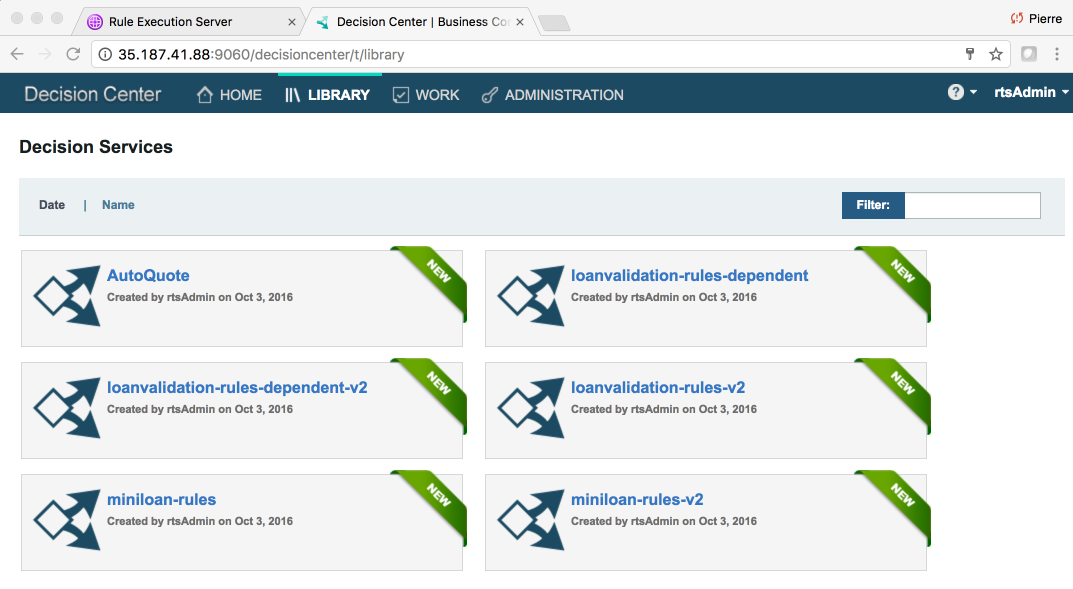 Rule Execution Server
Decision Center | Business Co
Pierre
35.187.41.88:9060/decisioncenter/t/library
Decision Center
HOME
LIBRARY
WORK
ADMINISTRATION
?
rtsAdmin
Decision Services
Date | Name
Filter:
AutoQuote
Created by rtsAdmin on Oct 3, 2016
NEW
loanvalidation-rules-dependent
Created by rtsAdmin on Oct 3, 2016
NEW
loanvalidation-rules-dependent-v2
Created by rtsAdmin on Oct 3, 2016
NEW
loanvalidation-rules-v2
Created by rtsAdmin on Oct 3, 2016
NEW
miniloan-rules
Created by rtsAdmin on Oct 3, 2016
NEW
miniloan-rules-v2
Created by rtsAdmin on Oct 3, 2016
NEW